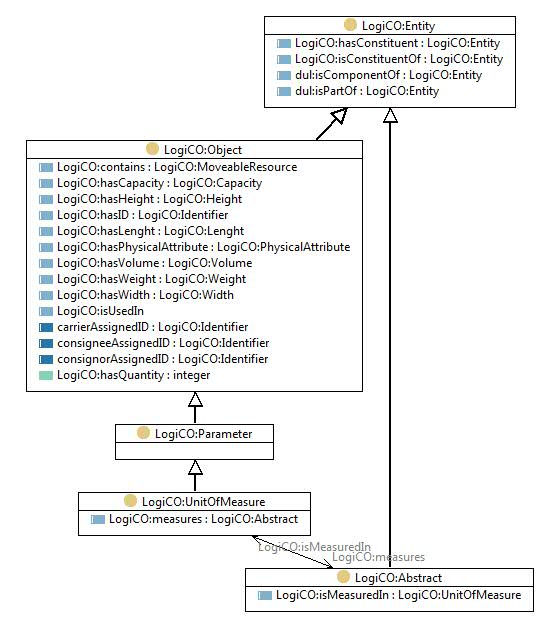 LogiCO:Entity
LogiCO:hasConstituent : LogiCO:Entity
LogiCO:isConstituentOf : LogiCO:Entity
dul:isComponentOf : LogiCO:Entity
dul:isPartOf : LogiCO:Entity
LogiCO:Object
LogiCO:contains : LogiCO:MoveableResource
LogiCO:hasCapacity : LogiCO:Capacity
LogiCO:hasHeight : LogiCO:Height
LogiCO:hasID : LogiCO:Identifier
LogiCO:hasLenght : LogiCO:Lenght
LogiCO:hasPhysicalAttribute : LogiCO:PhysicalAttribute
LogiCO:hasVolume : LogiCO:Volume
LogiCO:hasWeight : LogiCO:Weight
LogiCO:hasWidth : LogiCO:Width
LogiCO:isUsedIn
carrierAssignedID : LogiCO:Identifier
consigneeAssignedID : LogiCO:Identifier
consignorAssignedID : LogiCO:Identifier
LogiCO:hasQuantity : integer
LogiCO:Parameter
LogiCO:UnitOfMeasure
LogiCO:measures : LogiCO:Abstract
LogiCO:isMeasuredIn
LogiCO:measures
LogiCO:Abstract
LogiCO:isMeasuredIn : LogiCO:UnitOfMeasure